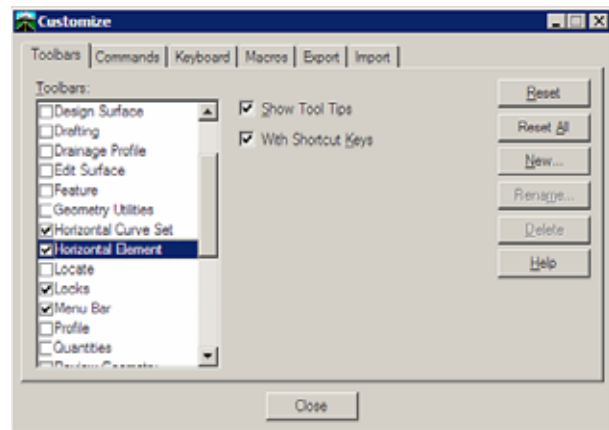 Customize
Toolbars Commands Keyboard Macros Export Import
Toolbars:
Design Surface
Drafting
Drainage Profile
Edit Surface
Feature
Geometry Utilities
Horizontal Curve Set
Horizontal Element
Locate
Locks
Menu Bar
Profile
Quantities
Review Geometry
Show Tool Tips
With Shortcut Keys
Reset
Reset All
New...
Rename...
Delete
Help
Close